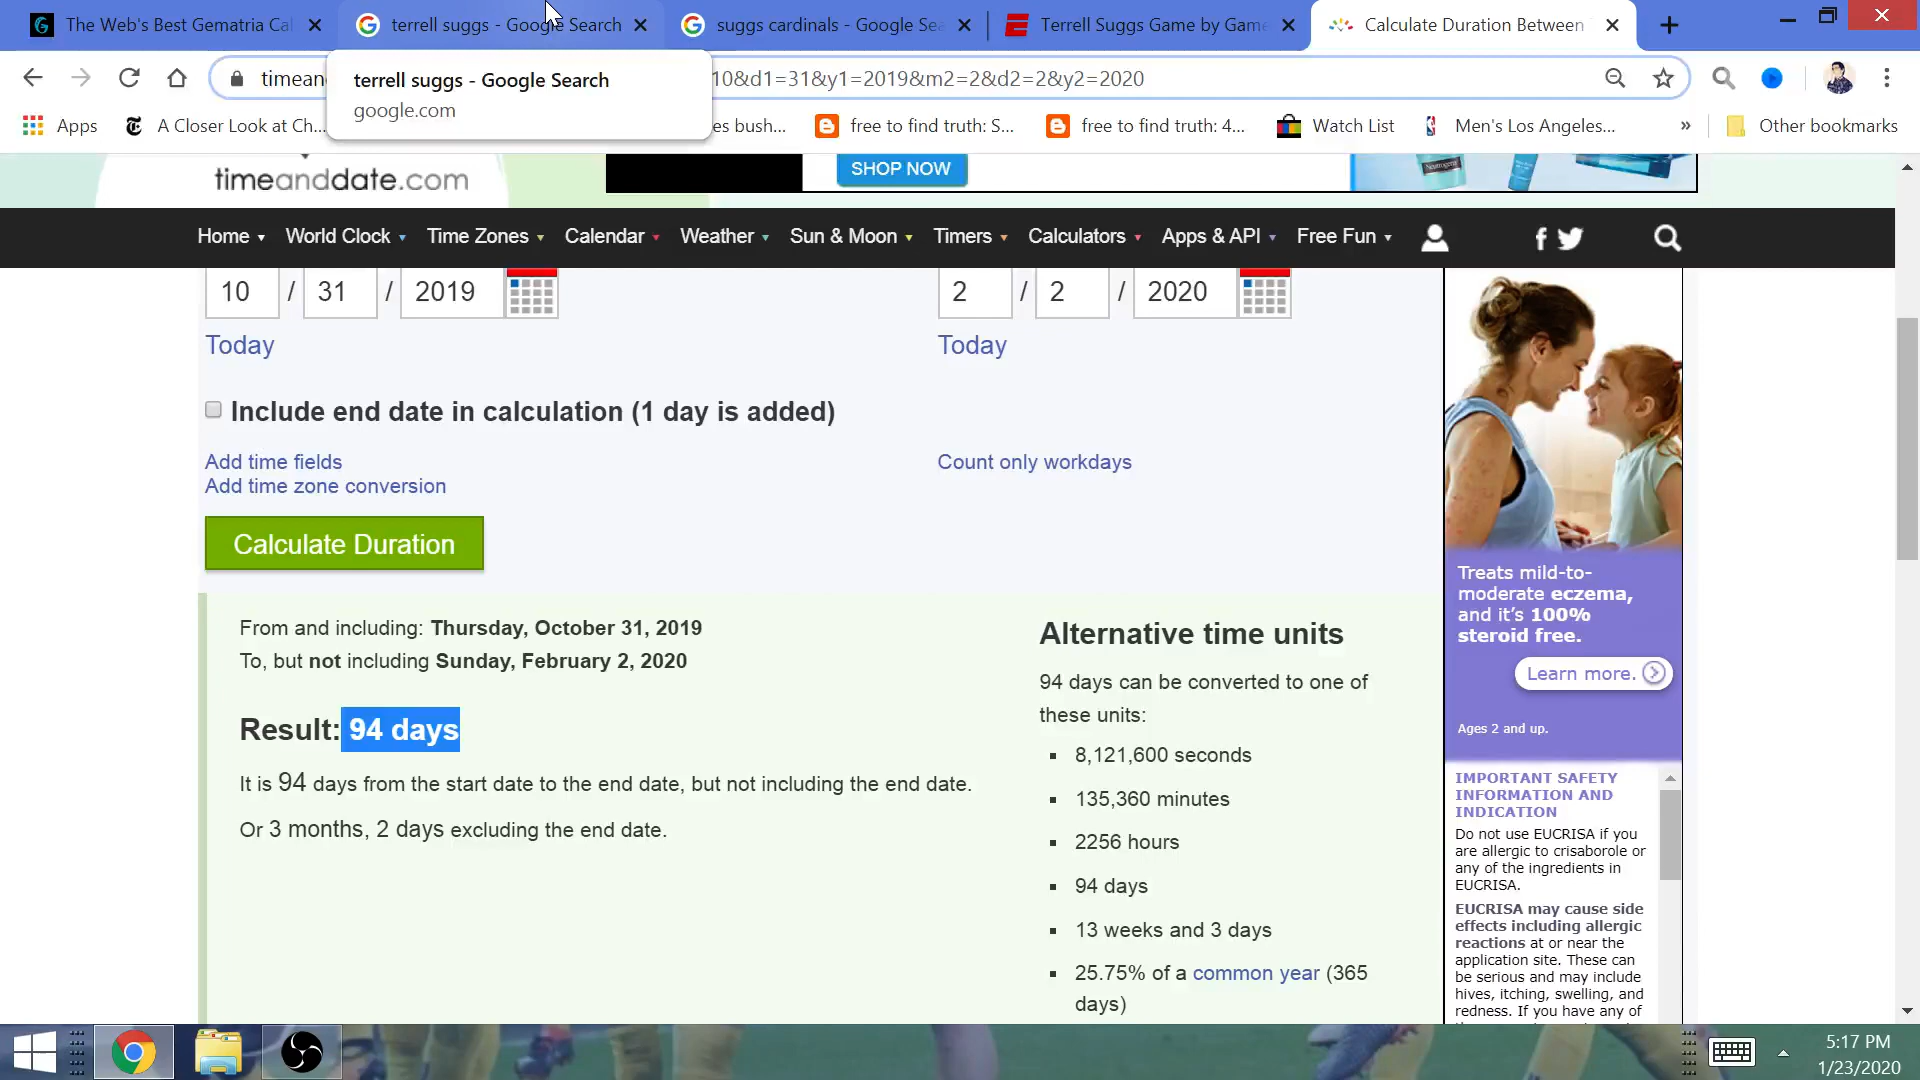 The Web's Best Gematria Cal
terrell suggs - Google Search
suggs cardinals - Google Sea
Terrell Suggs Game by Game
Calculate Duration Between
timean
10&d1=31&y1=2019&m2=2&d2=2&y2=2020
terrell suggs - Google Search
google.com
Apps
A Closer Look at Ch...
es bush...
free to find truth: S...
free to find truth: 4...
Watch List
Men's Los Angeles...
»
Other bookmarks
timeanddate.com
SHOP NOW
Neutrogena
Home
World Clock
Time Zones
Calendar
Weather
Sun & Moon
Timers
Calculators
Apps & API
Free Fun
10 / 31 / 2019
2 / 2 / 2020
Today
Today
Include end date in calculation (1 day is added)
Add time fields
Count only workdays
Add time zone conversion
Calculate Duration
From and including: Thursday, October 31, 2019
To, but not including Sunday, February 2, 2020
Result: 94 days
It is 94 days from the start date to the end date, but not including the end date.
Or 3 months, 2 days excluding the end date.
Alternative time units
94 days can be converted to one of
these units:
8,121,600 seconds
135,360 minutes
2256 hours
94 days
13 weeks and 3 days
25.75% of a common year (365
days)
Treats mild-to-
moderate eczema,
and it's 100%
steroid free.
Learn more.
Ages 2 and up.
IMPORTANT SAFETY
INFORMATION AND
INDICATION
Do not use EUCRISA if you
are allergic to crisaborole or
any of the ingredients in
EUCRISA.
EUCRISA may cause side
effects including allergic
reactions at or near the
application site. These can
be serious and may include
hives, itching, swelling, and
redness. If you have any of
5:17 PM
1/23/2020